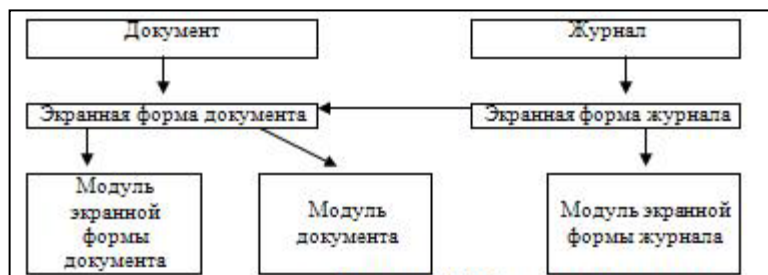 Документ
Журнал
Экранная форма документа
Экранная форма журнала
Модуль
экранной
формы
документа
Модуль
документа
Модуль экранной
формы журнала